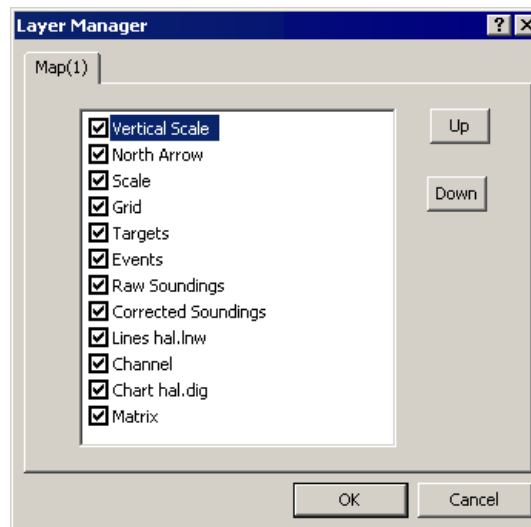 Layer Manager
Map(1)
Vertical Scale
North Arrow
Scale
Grid
Targets
Events
Raw Soundings
Corrected Soundings
Lines hal.lnw
Channel
Chart hal.dig
Matrix
Up
Down
OK
Cancel